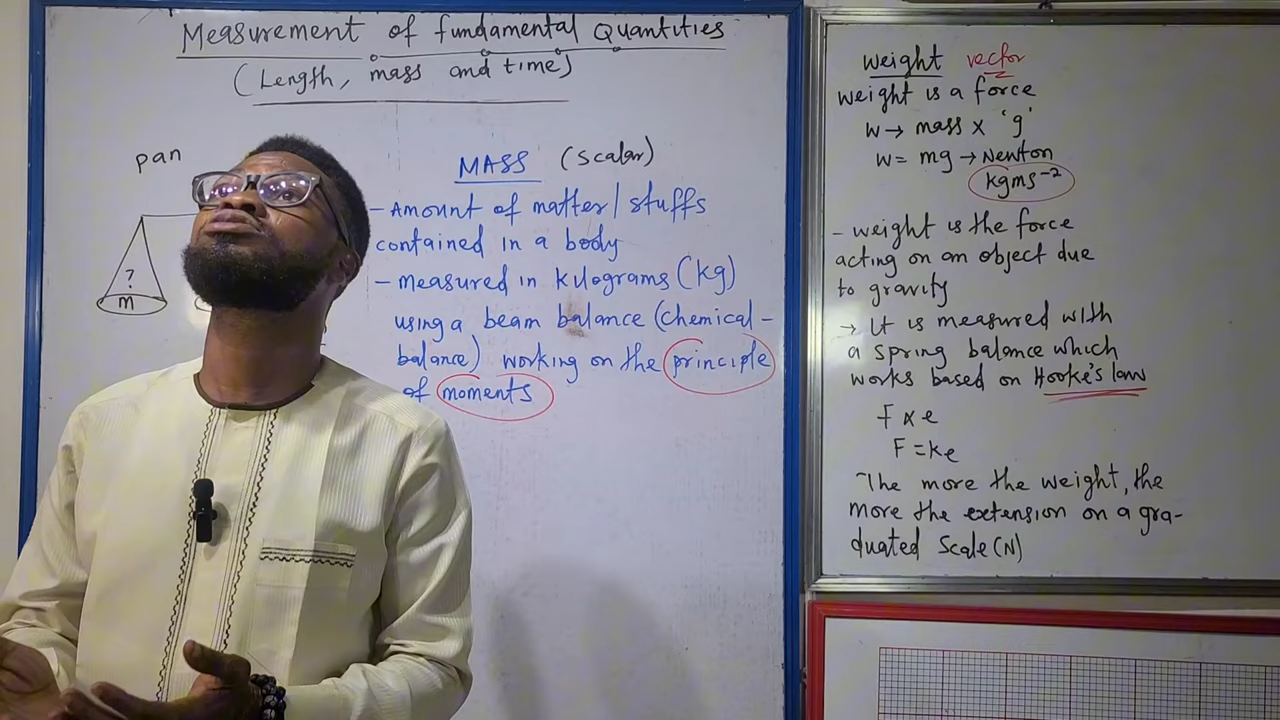 Measurement of fundamental Quantities
(Length, mass and time)
pan
?
m
MASS (scalar)
- Amount of matter/stuffs
contained in a body
- measured in kilograms (kg)
using a beam balance (chemical-
balance) working on the principle
of moments
weight vector
weight is a force
W → mass x 'g'
W = mg → Newton
kgms⁻²
- weight is the force
acting on an object due
to gravity
→ It is measured with
a spring balance which
works based on Hooke's law
F ∝ e
F = ke
The more the weight, the
more the extension on a gra-
duated scale (N)